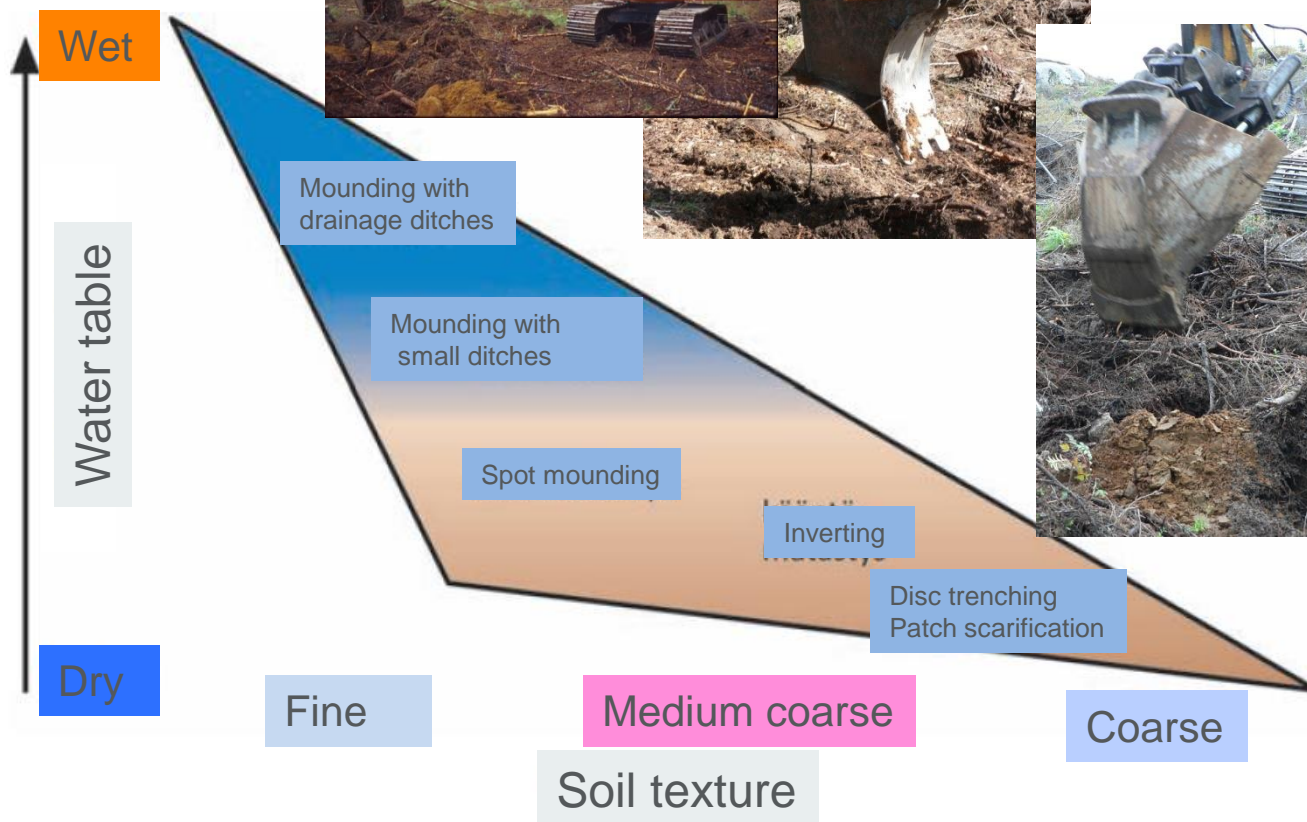 Wet
Mounding with
drainage ditches
Water table
Mounding with
small ditches
Spot mounding
Inverting
Disc trenching
Patch scarification
Dry
Fine
Medium coarse
Coarse
Soil texture